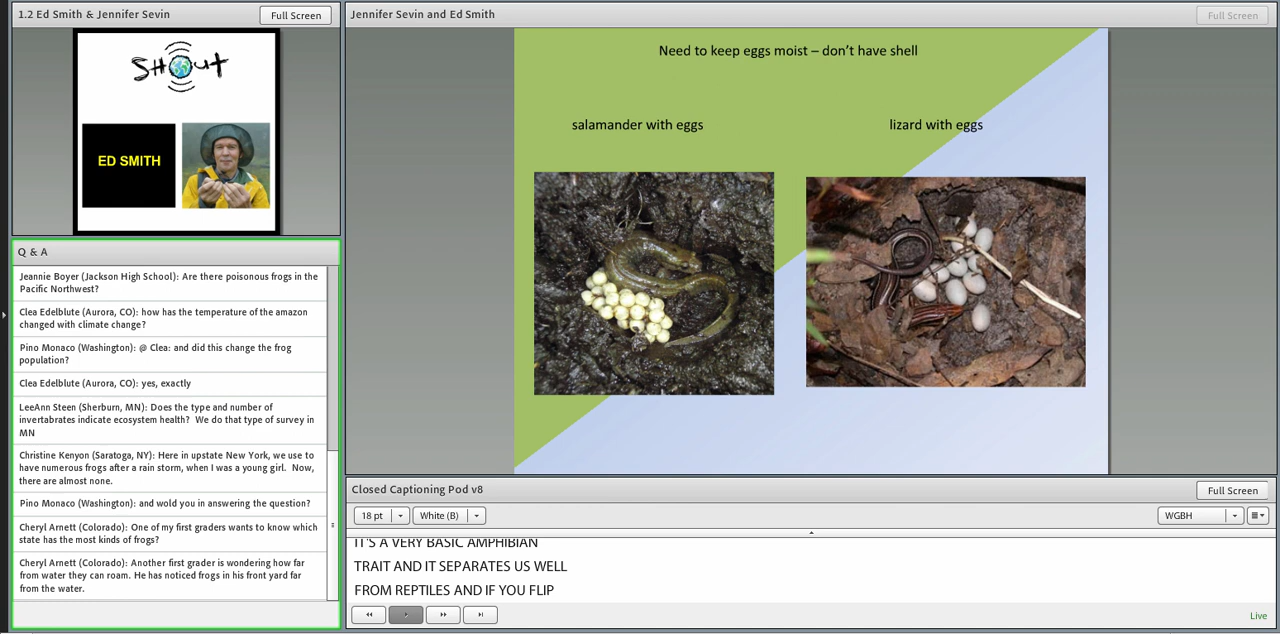 1.2 Ed Smith & Jennifer Sevin
Full Screen
SHOUT
ED SMITH
Q & A
Jeannie Boyer (Jackson High School): Are there poisonous frogs in the
Pacific Northwest?
Clea Edelblute (Aurora, CO): how has the temperature of the amazon
changed with climate change?
Pino Monaco (Washington): @ Clea: and did this change the frog
population?
Clea Edelblute (Aurora, CO): yes, exactly
LeeAnn Steen (Sherburn, MN): Does the type and number of
invertabrates indicate ecosystem health?  We do that type of survey in
MN
Christine Kenyon (Saratoga, NY): Here in upstate New York, we use to
have numerous frogs after a rain storm, when I was a young girl.  Now,
there are almost none.
Pino Monaco (Washington): and wold you in answering the question?
Cheryl Arnett (Colorado): One of my first graders wants to know which
state has the most kinds of frogs?
Cheryl Arnett (Colorado): Another first grader is wondering how far
from water they can roam. He has noticed frogs in his front yard far
from the water.
Jennifer Sevin and Ed Smith
Full Screen
Need to keep eggs moist – don't have shell
salamander with eggs
lizard with eggs
Closed Captioning Pod v8
Full Screen
18 pt
White (B)
WGBH
IT'S A VERY BASIC AMPHIBIAN
TRAIT AND IT SEPARATES US WELL
FROM REPTILES AND IF YOU FLIP
Live